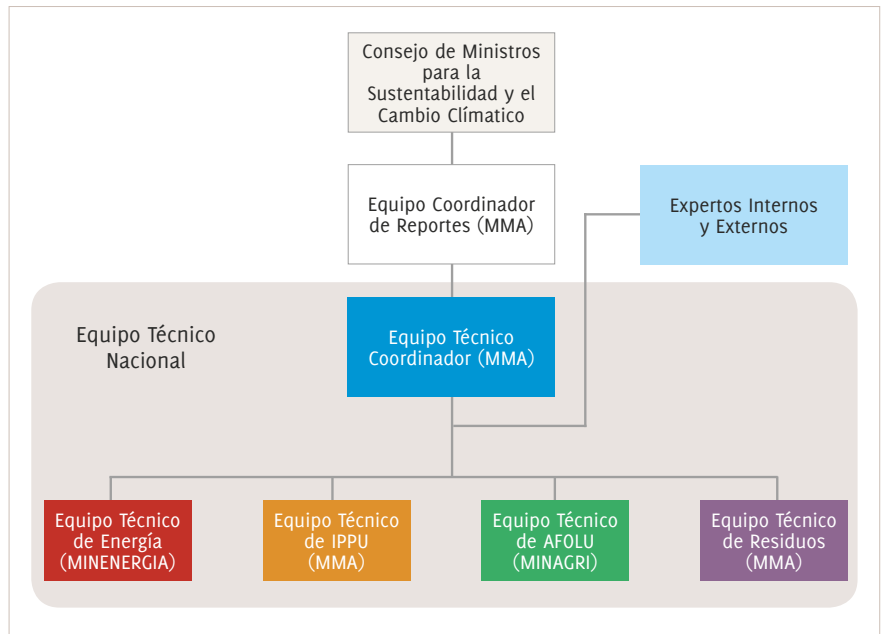 Consejo de Ministros
para la
Sustentabilidad y el
Cambio Clímatico
Equipo Coordinador
de Reportes (MMA)
Expertos Internos
y Externos
Equipo Técnico
Nacional
Equipo Técnico
Coordinador (MMA)
Equipo Técnico
de Energía
(MINENERGIA)
Equipo Técnico
de IPPU
(MMA)
Equipo Técnico
de AFOLU
(MINAGRI)
Equipo Técnico
de Residuos
(MMA)